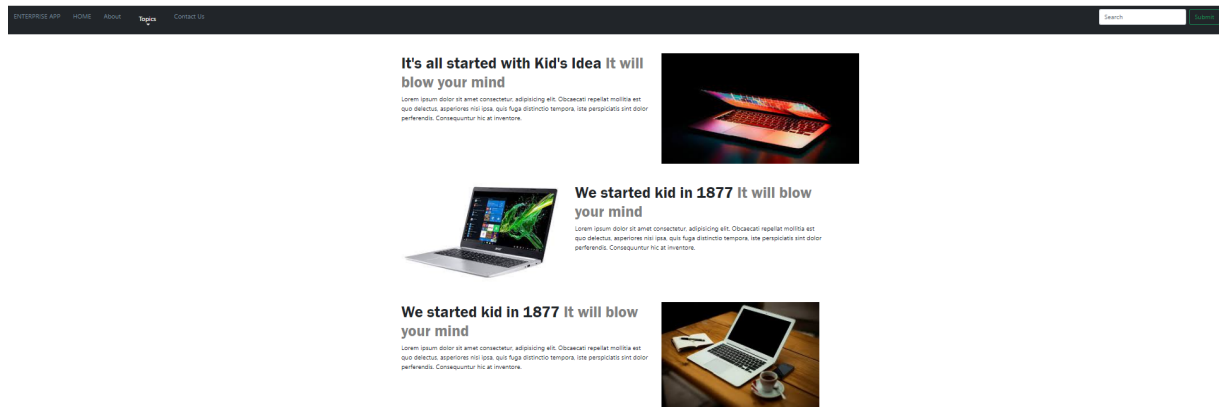 ENTERPRISE APP HOME About Topics Contact Us Search Submit
It's all started with Kid's Idea It will
blow your mind
Lorem ipsum dolor sit amet consectetur, adipisicing elit. Obcaecati repellat mollitia est
quo delectus, asperiores nisi ipsa, quis fuga distinctio tempora, iste perspiciatis sint dolor
perferendis. Consequuntur hic at inventore.
We started kid in 1877 It will blow
your mind
Lorem ipsum dolor sit amet consectetur, adipisicing elit. Obcaecati repellat mollitia est
quo delectus, asperiores nisi ipsa, quis fuga distinctio tempora, iste perspiciatis sint dolor
perferendis. Consequuntur hic at inventore.
We started kid in 1877 It will blow
your mind
Lorem ipsum dolor sit amet consectetur, adipisicing elit. Obcaecati repellat mollitia est
quo delectus, asperiores nisi ipsa, quis fuga distinctio tempora, iste perspiciatis sint dolor
perferendis. Consequuntur hic at inventore.